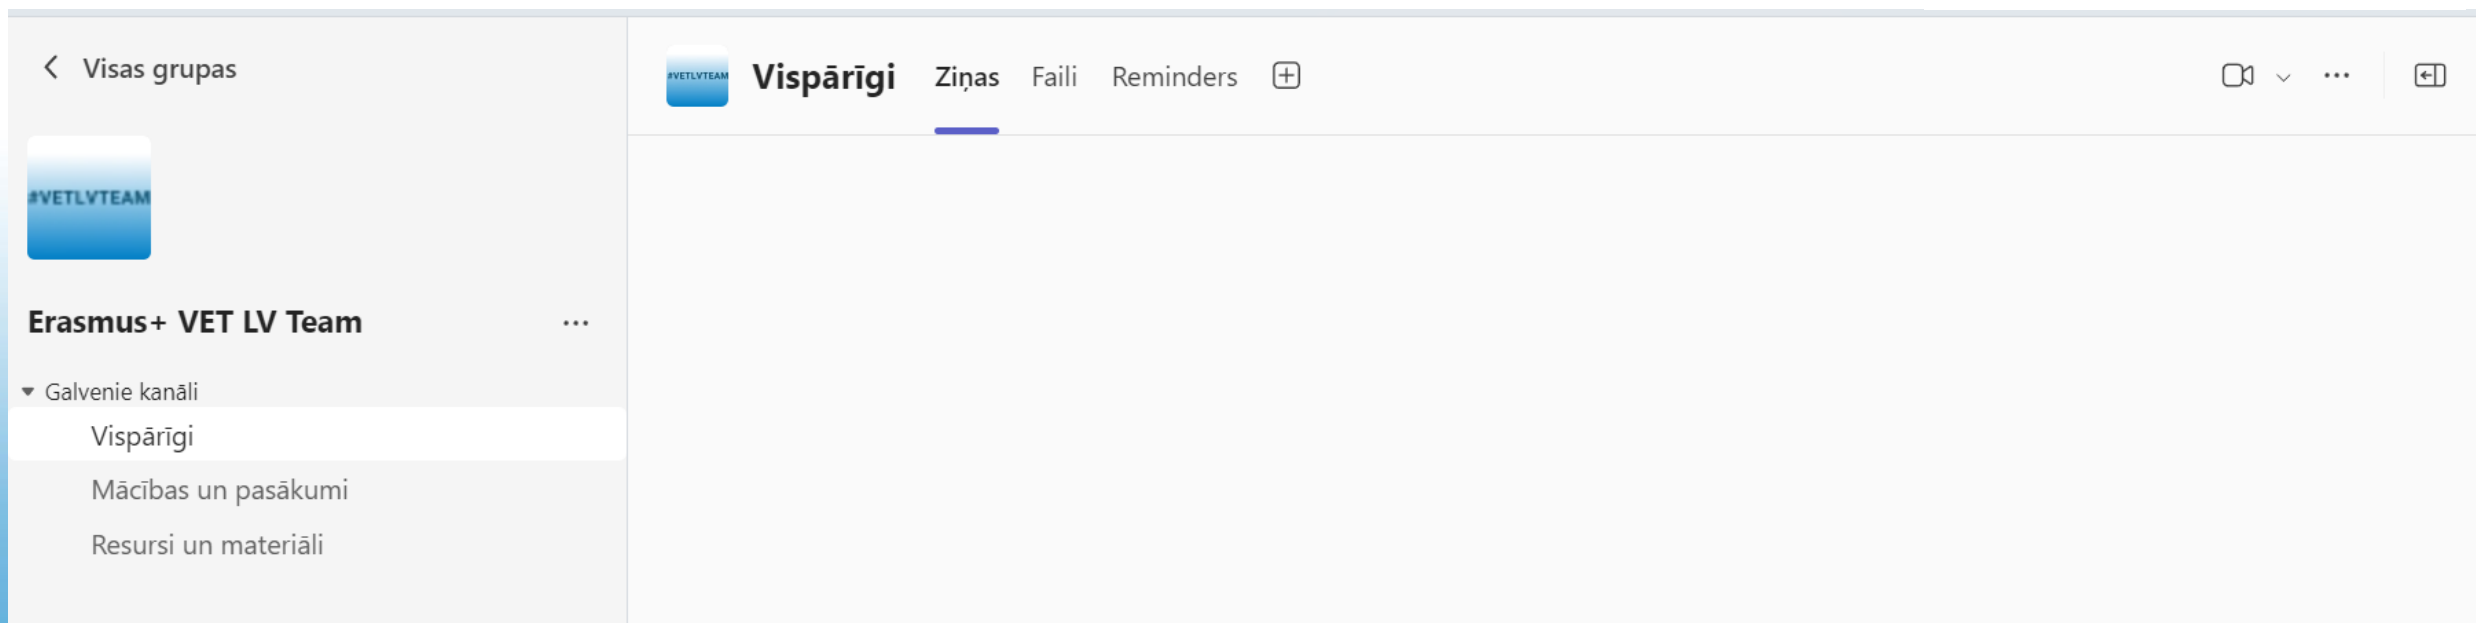 Visas grupas
#VETLVTEAM
Erasmus+ VET LV Team
Galvenie kanāli
Vispārīgi
Mācības un pasākumi
Resursi un materiāli
#VETLVTEAM
Vispārīgi Ziņas Faili Reminders